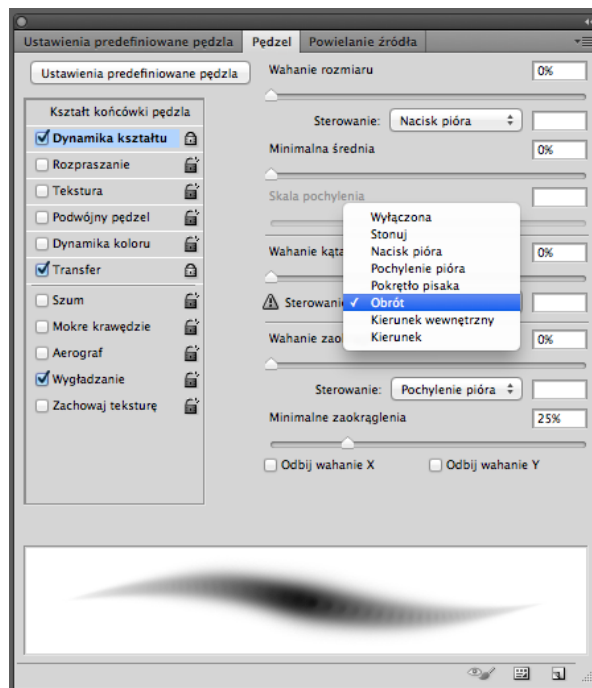 Ustawienia predefiniowane pędzla Pędzel Powielanie źródła
Ustawienia predefiniowane pędzla
Kształt końcówki pędzla
Dynamika kształtu
Rozpraszanie
Tekstura
Podwójny pędzel
Dynamika koloru
Transfer
Szum
Mokre krawędzie
Aerograf
Wygładzanie
Zachowaj teksturę
Wahanie rozmiaru 0%
Sterowanie: Nacisk pióra
Minimalna średnia 0%
Skala pochylenia
Wahanie kąta 0%
Sterowanie
Wyłączona
Stonuj
Nacisk pióra
Pochylenie pióra
Pokrętło pisaka
✓ Obrót
Kierunek wewnętrzny
Kierunek
Wahanie 0%
Sterowanie: Pochylenie pióra
Minimalne zaokrąglenia 25%
Odbij wahanie X Odbij wahanie Y